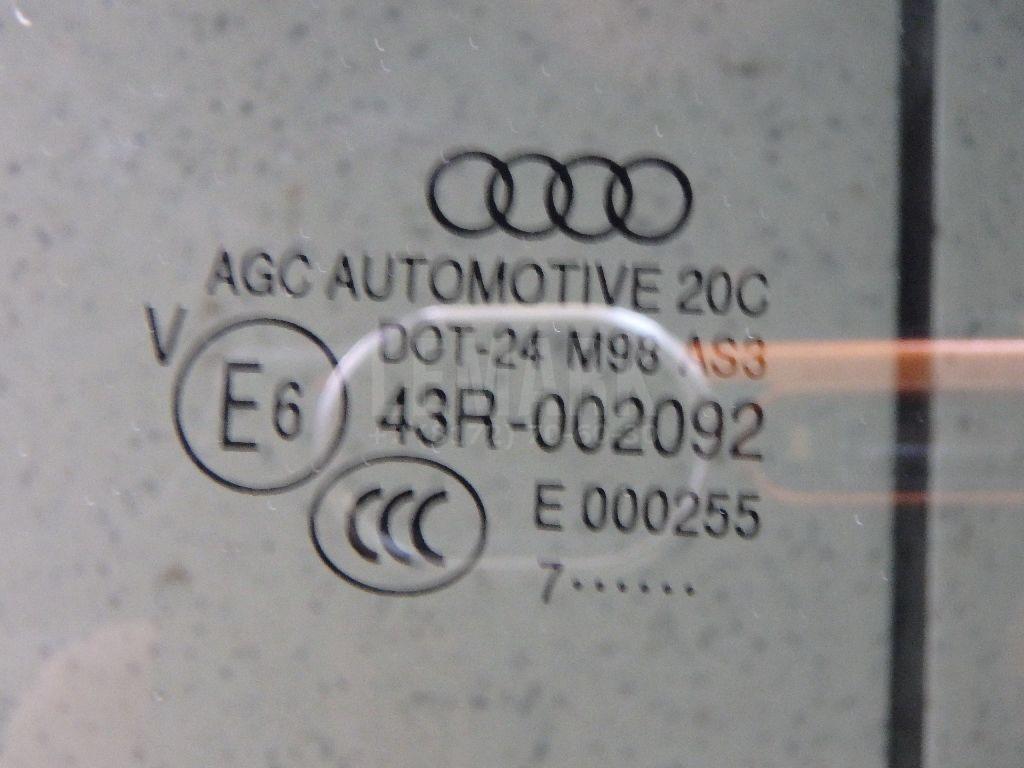 AGC AUTOMOTIVE 20C
DOT-24 M98 AS3
V
E6 43R-002092
CCC E 000255
7······